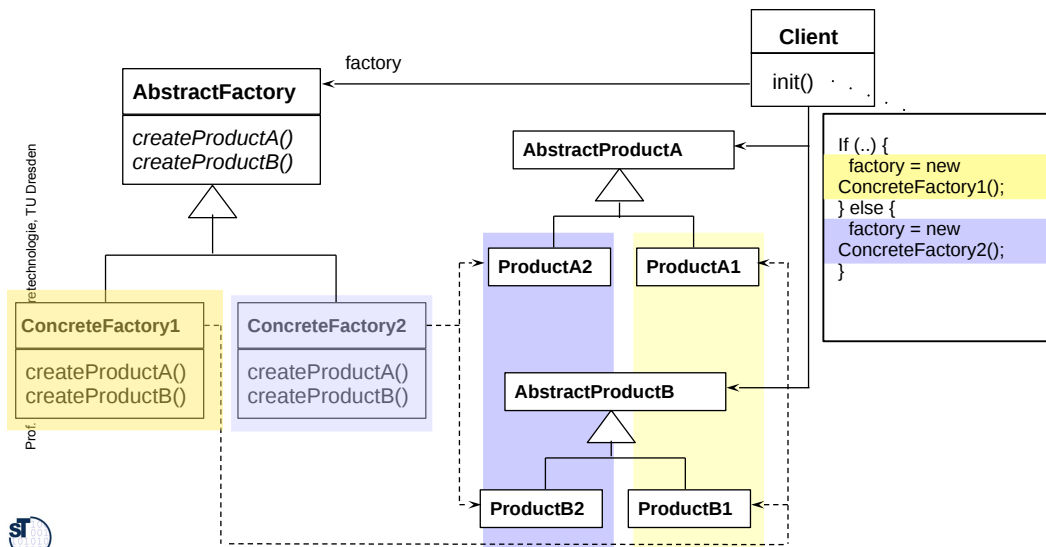 Client
init()
factory
AbstractFactory
createProductA()
createProductB()
AbstractProductA
If (..) {
factory = new
ConcreteFactory1();
} else {
factory = new
ConcreteFactory2();
}
ProductA2
ProductA1
ConcreteFactory1
createProductA()
createProductB()
ConcreteFactory2
createProductA()
createProductB()
AbstractProductB
ProductB2
ProductB1
Prof. retechnologie, TU Dresden
ST